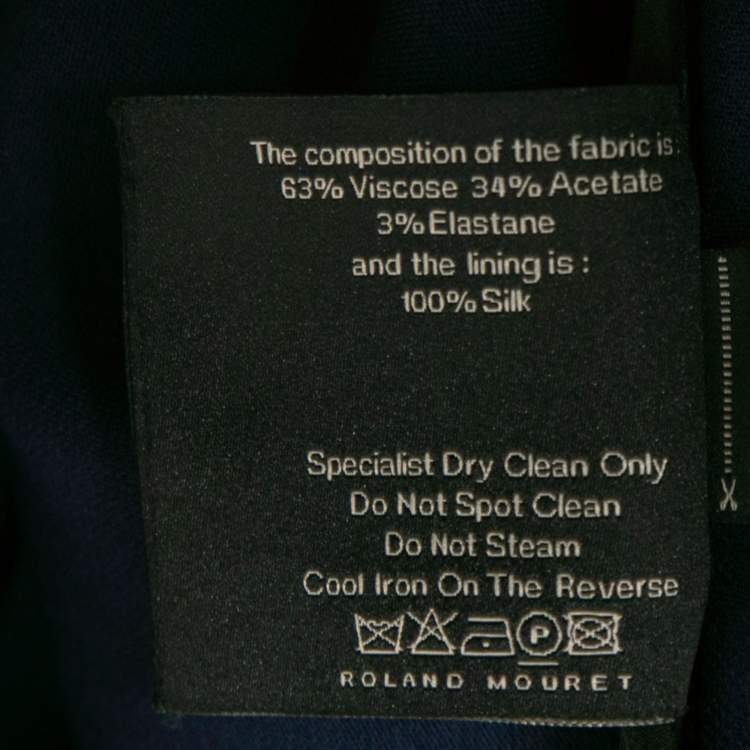 The composition of the fabric is:
63% Viscose 34% Acetate
3% Elastane
and the lining is :
100% Silk
Specialist Dry Clean Only
Do Not Spot Clean
Do Not Steam
Cool Iron On The Reverse
P
ROLAND MOURET